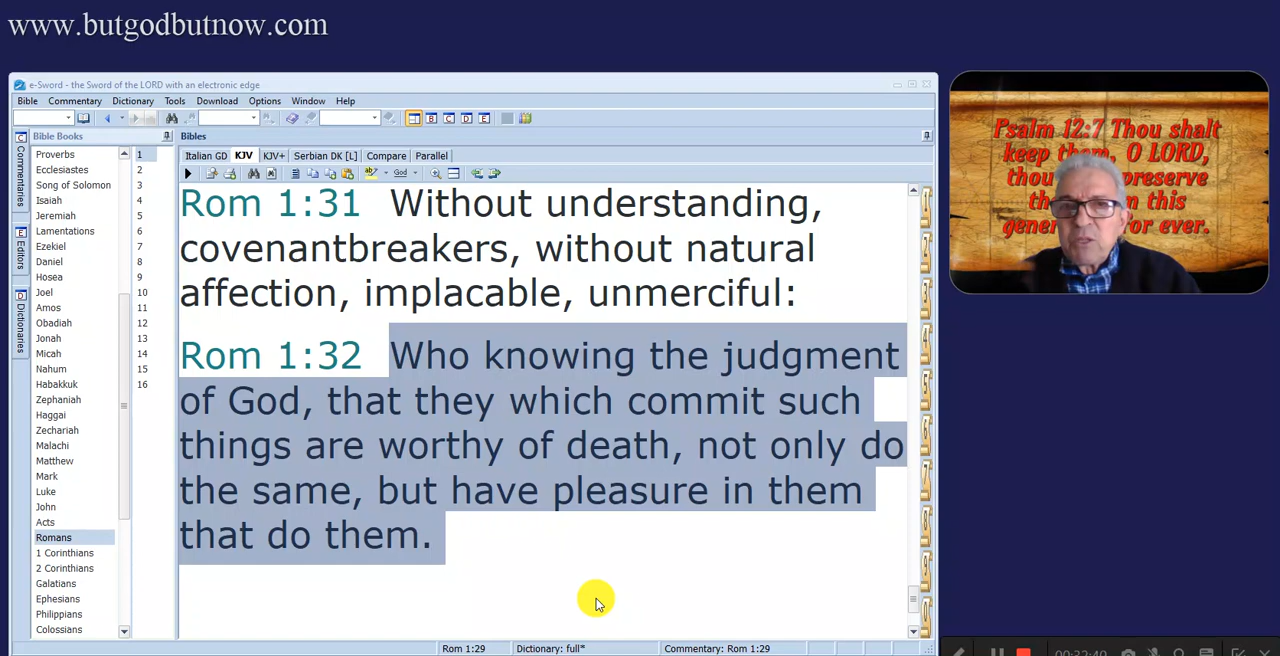 www.butgodbutnow.com
e-Sword - the Sword of the LORD with an electronic edge
Bible Commentary Dictionary Tools Download Options Window Help
Bible Books
Bibles
Commentaries
Editors
Dictionaries
Italian GD KJV KJV+ Serbian DK [L] Compare Parallel
Proverbs
Ecclesiastes
Song of Solomon
Isaiah
Jeremiah
Lamentations
Ezekiel
Daniel
Hosea
Joel
Amos
Obadiah
Jonah
Micah
Nahum
Habakkuk
Zephaniah
Haggai
Zechariah
Malachi
Matthew
Mark
Luke
John
Acts
Romans
1 Corinthians
2 Corinthians
Galatians
Ephesians
Philippians
Colossians
1
2
3
4
5
6
7
8
9
10
11
12
13
14
15
16
Rom 1:31 Without understanding,
covenantbreakers, without natural
affection, implacable, unmerciful:
Rom 1:32 Who knowing the judgment
of God, that they which commit such
things are worthy of death, not only do
the same, but have pleasure in them
that do them.
Rom 1:29 Dictionary: full* Commentary: Rom 1:29
Psalm 12:7 Thou shalt
keep them, O LORD,
preserve
this
ever.